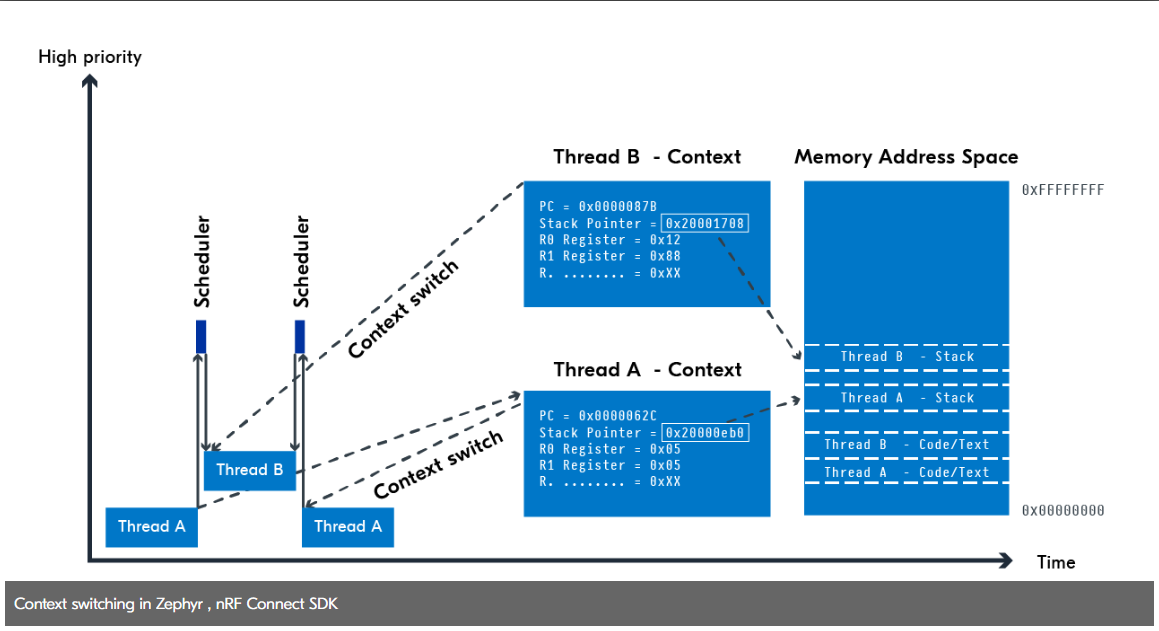 High priority
Scheduler
Scheduler
Context switch
Context switch
Thread B
Thread A
Thread A
Thread B - Context
PC = 0x0000087B
Stack Pointer = 0x20001708
R0 Register = 0x12
R1 Register = 0x88
R. ........ = 0xXX
Thread A - Context
PC = 0x0000062C
Stack Pointer = 0x20000eb0
R0 Register = 0x05
R1 Register = 0x05
R. ........ = 0xXX
Memory Address Space
0xFFFFFFFF
Thread B - Stack
Thread A - Stack
Thread B - Code/Text
Thread A - Code/Text
0x00000000
Time
Context switching in Zephyr , nRF Connect SDK